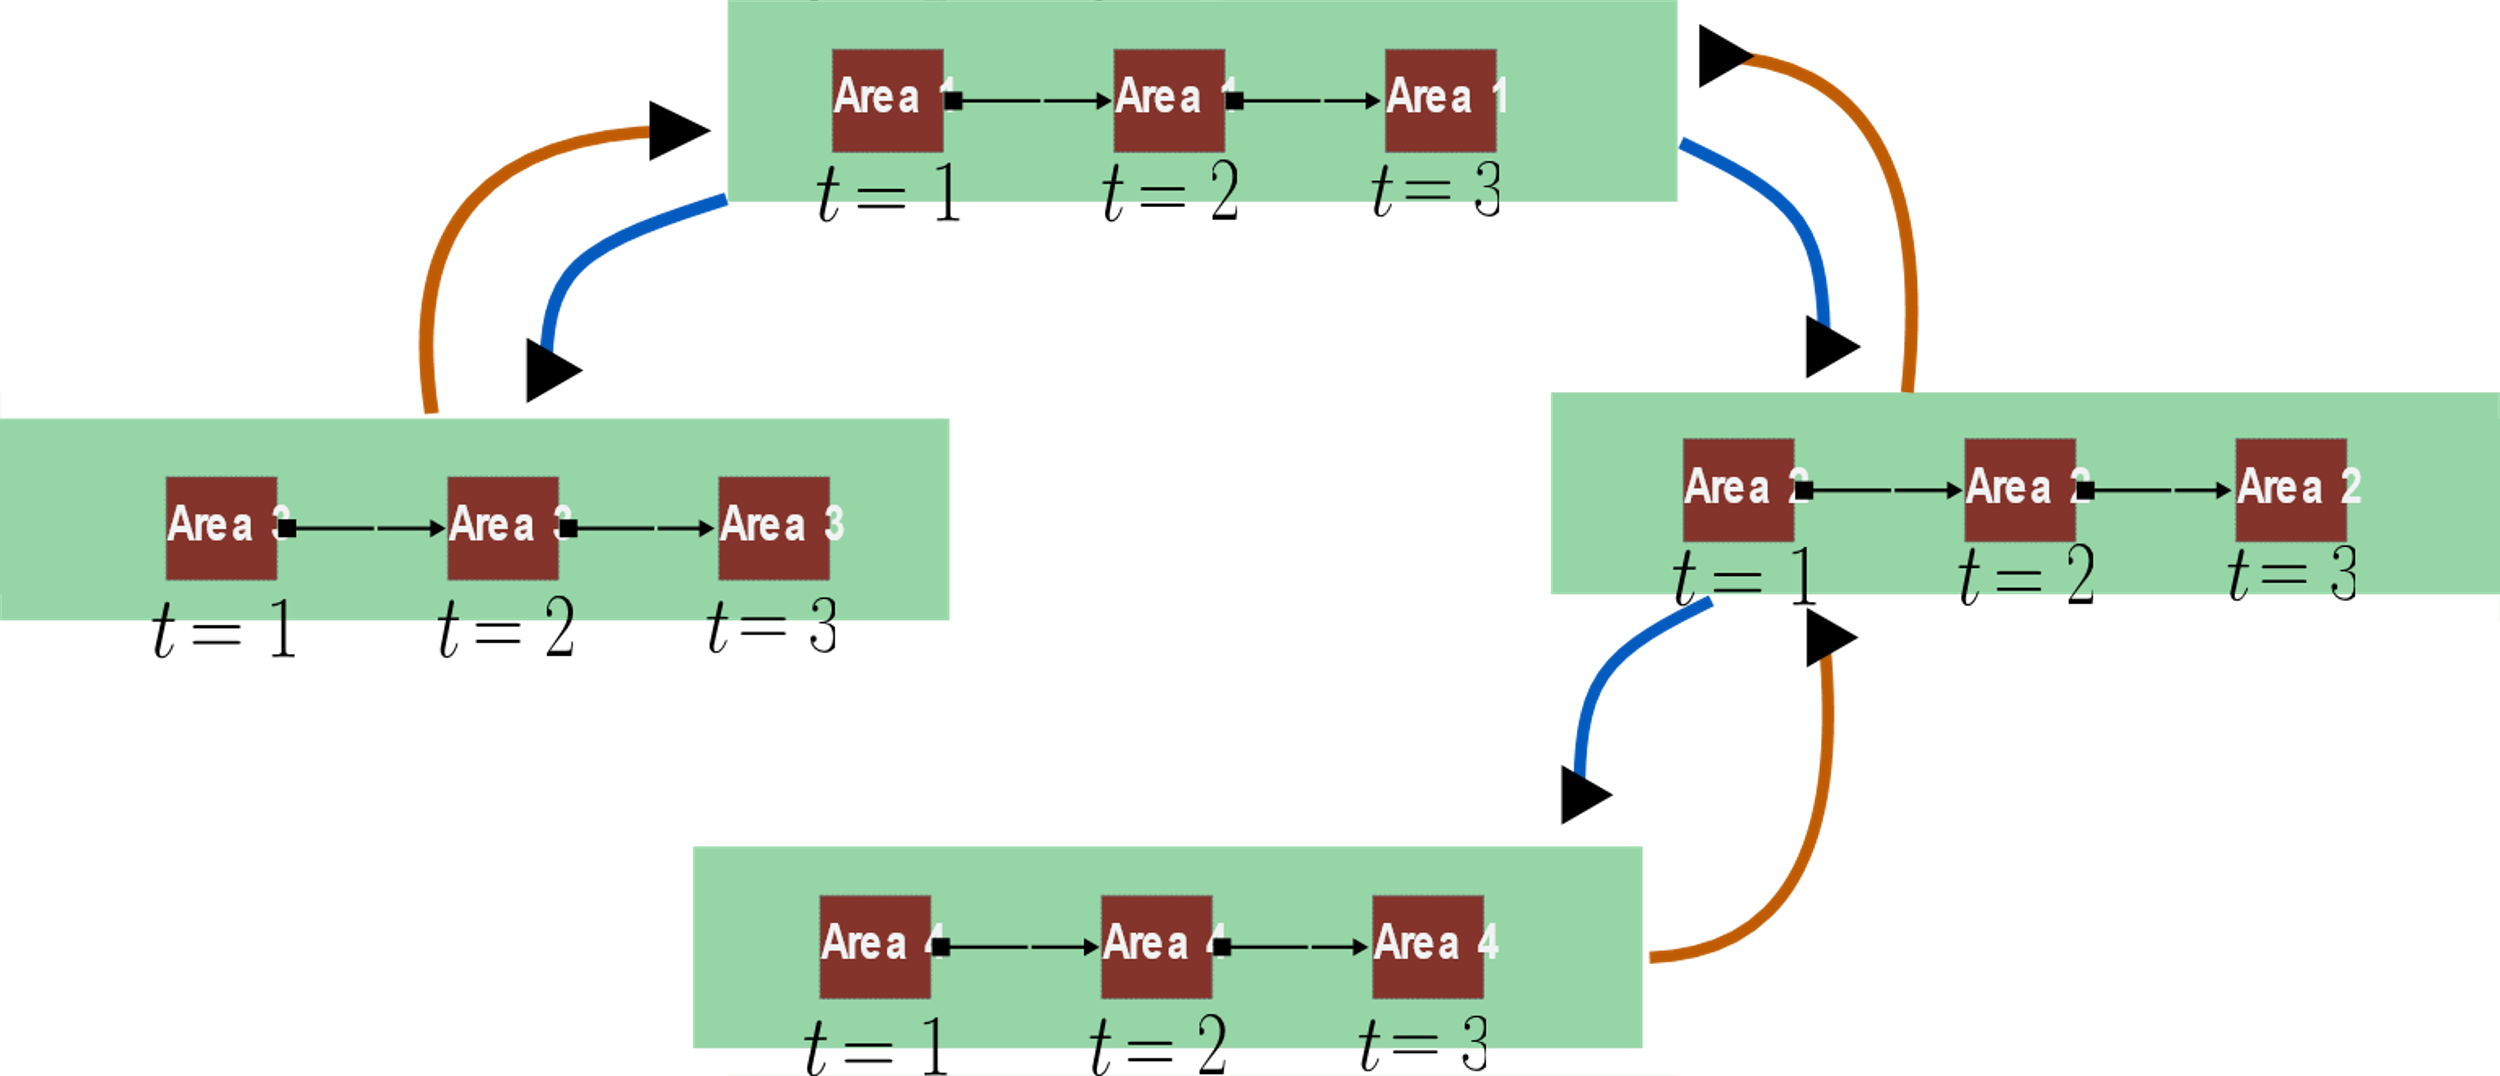 Area 1 Area 1 Area 1
t = 1 t = 2 t = 3
Area 3 Area 3 Area 3
t = 1 t = 2 t = 3
Area 2 Area 2 Area 2
t = 1 t = 2 t = 3
Area 4 Area 4 Area 4
t = 1 t = 2 t = 3